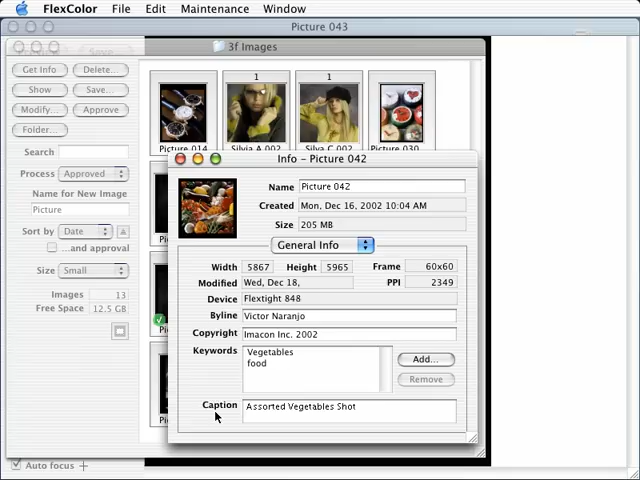 FlexColor File Edit Maintenance Window
Picture 043
3f Images
Get Info Delete...
Show Save...
Modify... Approve
Folder...
Search
Process Approved
Name for New Image
Picture
Sort by Date
...and approval
Size Small
Images 13
Free Space 12.5 GB
Auto focus
1 1
Picture 014 Silvia A 002 Silva C 002 Picture 030
Info - Picture 042
Name Picture 042
Created Mon, Dec 16, 2002 10:04 AM
Size 205 MB
General Info
Width 5867 Height 5965 Frame 60x60
Modified Wed, Dec 18, PPI 2349
Device Flextight 848
Byline Victor Naranjo
Copyright Imacon Inc. 2002
Keywords Vegetables
food
Add...
Remove
Caption Assorted Vegetables Shot